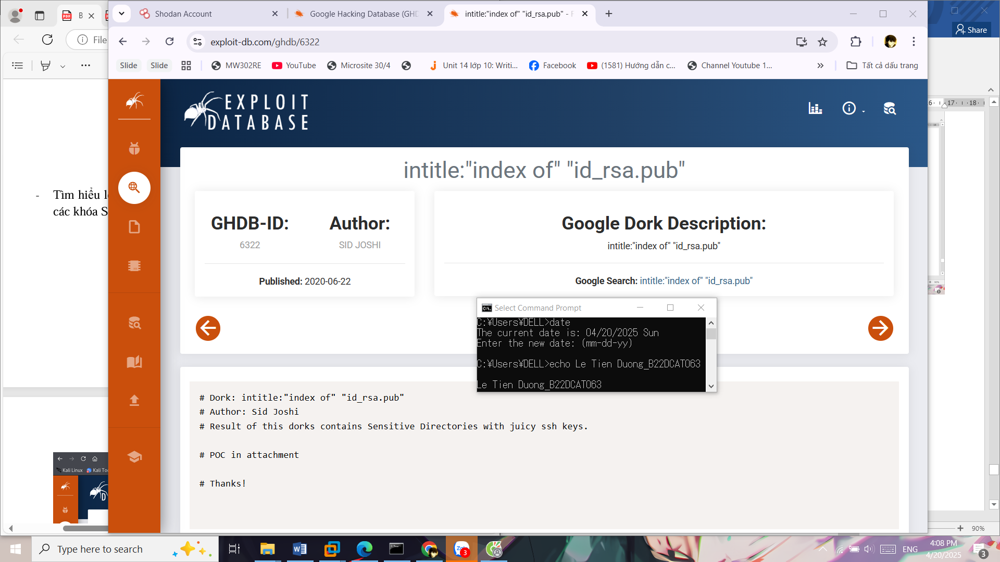 B
Shodan Account
Google Hacking Database (GHD
intitle:"index of" "id_rsa.pub" - F
Share
File
exploit-db.com/ghdb/6322
Slide
Slide
MW302RE
YouTube
Microsite 30/4
Unit 14 lớp 10: Writi...
Facebook
(1581) Hướng dẫn c...
Channel Youtube 1...
»
Tất cả dấu trang
EXPLOIT
DATABASE
17 · 18
Tìm hiểu l
các khóa S
intitle:"index of" "id_rsa.pub"
GHDB-ID:
6322
Author:
SID JOSHI
Published: 2020-06-22
Google Dork Description:
intitle:"index of" "id_rsa.pub"
Google Search: intitle:"index of" "id_rsa.pub"
Select Command Prompt
C:¥Users¥DELL>date
The current date is: 04/20/2025 Sun
Enter the new date: (mm-dd-yy)
C:¥Users¥DELL>echo Le Tien Duong_B22DCAT063
Le Tien Duong_B22DCAT063
# Dork: intitle:"index of" "id_rsa.pub"
# Author: Sid Joshi
# Result of this dorks contains Sensitive Directories with juicy ssh keys.
# POC in attachment
# Thanks!
Kali Linux
Kali Too
90%
Type here to search
3
ENG
4:08 PM
4/20/2025
3